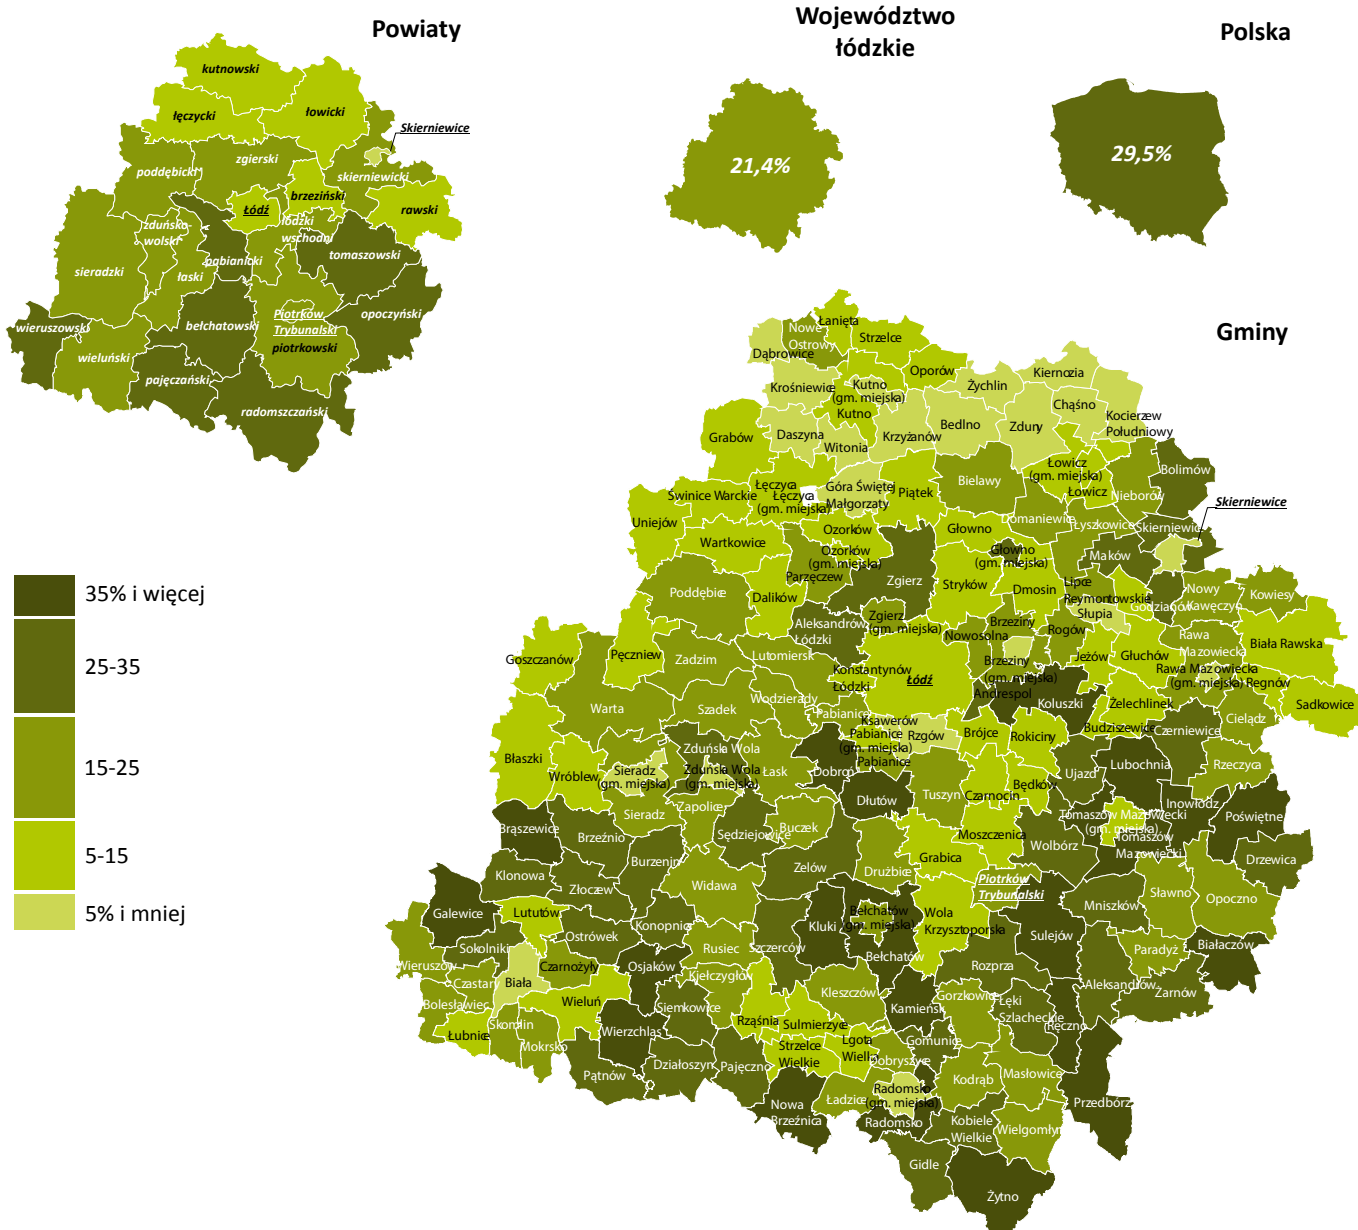 Powiaty
kutnowski
łęczycki
łowicki
Skierniewice
zgierski
poddębicki
skierniewicki
brzeziński
rawski
Łódź
łódzki
wschodni
zduńsko-
wolski
pabianicki
tomaszowski
sieradzki
łaski
opoczyński
wieruszowski
bełchatowski
Piotrków
Trybunalski
piotrkowski
wieluński
pajęczański
radomszczański
Województwo
łódzkie
21,4%
Polska
29,5%
35% i więcej
25-35
15-25
5-15
5% i mniej
Gminy
Łanięta
Nowe
Ostrowy
Strzelce
Dąbrowice
Oporów
Krośniewice
Kutno
(gm. miejska)
Kutno
Żychlin
Kiernozia
Chąśno
Kocierzew
Południowy
Grabów
Daszyna
Witonia
Krzyżanów
Bedlno
Zduny
Bolimów
Łowicz
(gm. miejska)
Łowicz
Nieborów
Bielawy
Piątek
Góra Świętej
Małgorzaty
Łęczyca
Łęczyca
(gm. miejska)
Świnice Warckie
Uniejów
Wartkowice
Ozorków
Ozorków
(gm. miejska)
Parzęczew
Głowno
Głowno
(gm. miejska)
Domaniewice
Łyszkowice
Skierniewice
Skierniewice
Maków
Zgierz
Stryków
Dmosin
Lipce
Reymontowskie
Słupia
Godzianów
Nowy
Kawęczyn
Kowiesy
Poddębice
Dalików
Aleksandrów
Łódzki
Zgierz
(gm. miejska)
Nowosolna
Brzeziny
Brzeziny
(gm. miejska)
Rogów
Jeżów
Głuchów
Rawa
Mazowiecka
Rawa Mazowiecka
(gm. miejska)
Biała Rawska
Regnów
Sadkowice
Goszczanów
Pęczniew
Zadzim
Lutomiersk
Konstantynów
Łódzki
Łódź
Andrespol
Koluszki
Żelechlinek
Budziszewice
Czerniewice
Cielądz
Warta
Szadek
Wodzierady
Pabianice
Ksawerów
Pabianice
(gm. miejska)
Pabianice
Rzgów
Brójce
Rokiciny
Ujazd
Lubochnia
Rzeczyca
Błaszki
Wróblew
Sieradz
(gm. miejska)
Zduńska Wola
Zduńska Wola
(gm. miejska)
Łask
Dobroń
Dłutów
Tuszyn
Czarnocin
Będków
Inowłódz
Tomaszów Mazowiecki
(gm. miejska)
Tomaszów
Mazowiecki
Poświętne
Sieradz
Zapolice
Sędziejowice
Buczek
Brąszewice
Brzeźnio
Burzenin
Zelów
Drużbice
Grabica
Moszczenica
Wolbórz
Drzewica
Klonowa
Złoczew
Widawa
Piotrków
Trybunalski
Mniszków
Sławno
Opoczno
Galewice
Lututów
Ostrówek
Konopnica
Rusiec
Szczerców
Kluki
Bełchatów
(gm. miejska)
Bełchatów
Wola
Krzysztoporska
Sulejów
Paradyż
Białaczów
Sokolniki
Wieruszów
Czastary
Biała
Czarnożyły
Osjaków
Kiełczygłów
Kleszczów
Kamieńsk
Rozprza
Gorzkowice
Łęki
Szlacheckie
Aleksandrów
Żarnów
Bolesławiec
Łubnice
Skomlin
Mokrsko
Wieluń
Wierzchlas
Siemkowice
Rząśnia
Sulmierzyce
Strzelce
Wielkie
Lgota
Wielka
Dobryszyce
Gomunice
Ręczno
Pątnów
Działoszyn
Pajęczno
Nowa
Brzeźnica
Ładzice
Radomsko
(gm. miejska)
Radomsko
Kodrąb
Masłowice
Przedbórz
Kobiele
Wielkie
Wielgomłyny
Gidle
Żytno